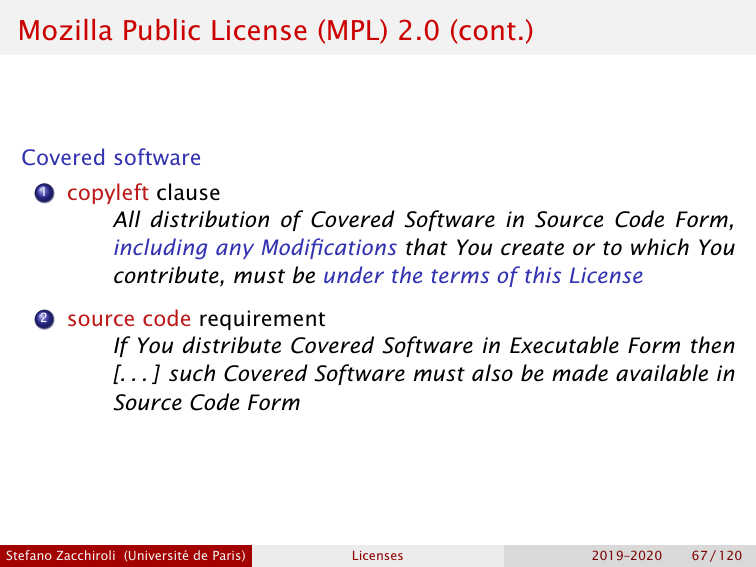 Mozilla Public License (MPL) 2.0 (cont.)
Covered software
1 copyleft clause
All distribution of Covered Software in Source Code Form,
including any Modifications that You create or to which You
contribute, must be under the terms of this License
2 source code requirement
If You distribute Covered Software in Executable Form then
[. . . ] such Covered Software must also be made available in
Source Code Form
Stefano Zacchiroli (Université de Paris) Licenses 2019–2020 67 / 120